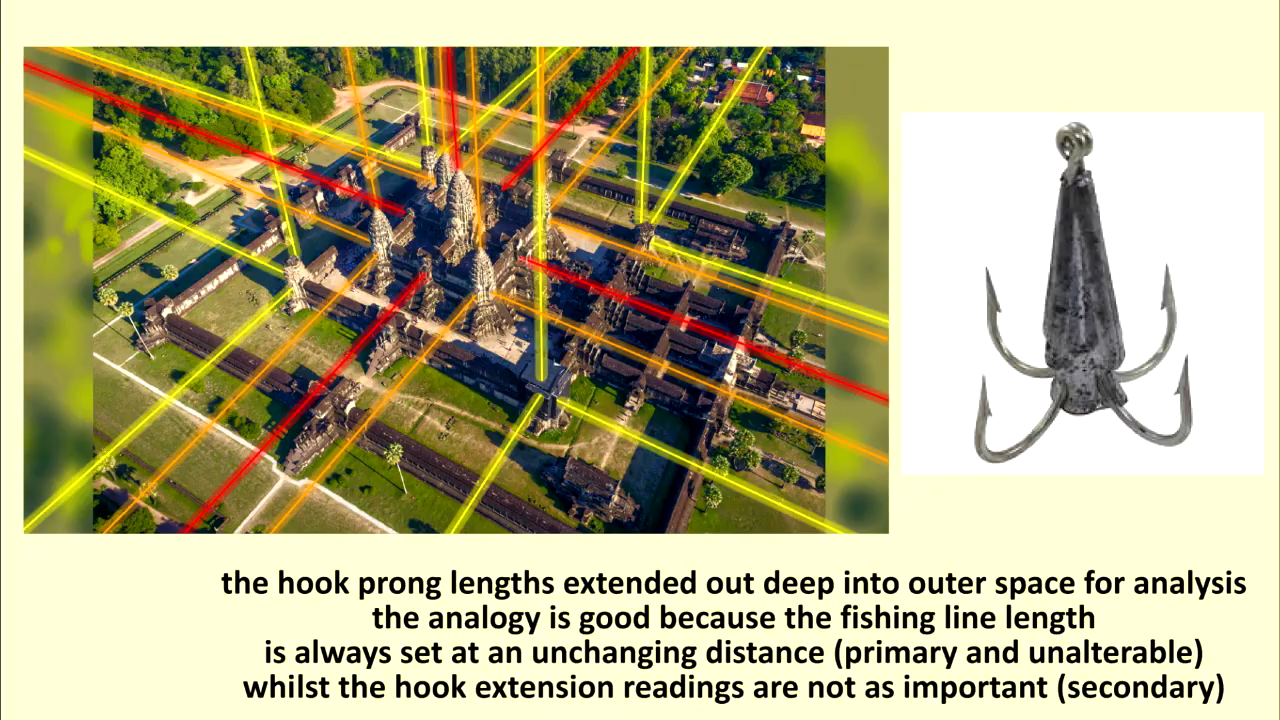 the hook prong lengths extended out deep into outer space for analysis
the analogy is good because the fishing line length
is always set at an unchanging distance (primary and unalterable)
whilst the hook extension readings are not as important (secondary)